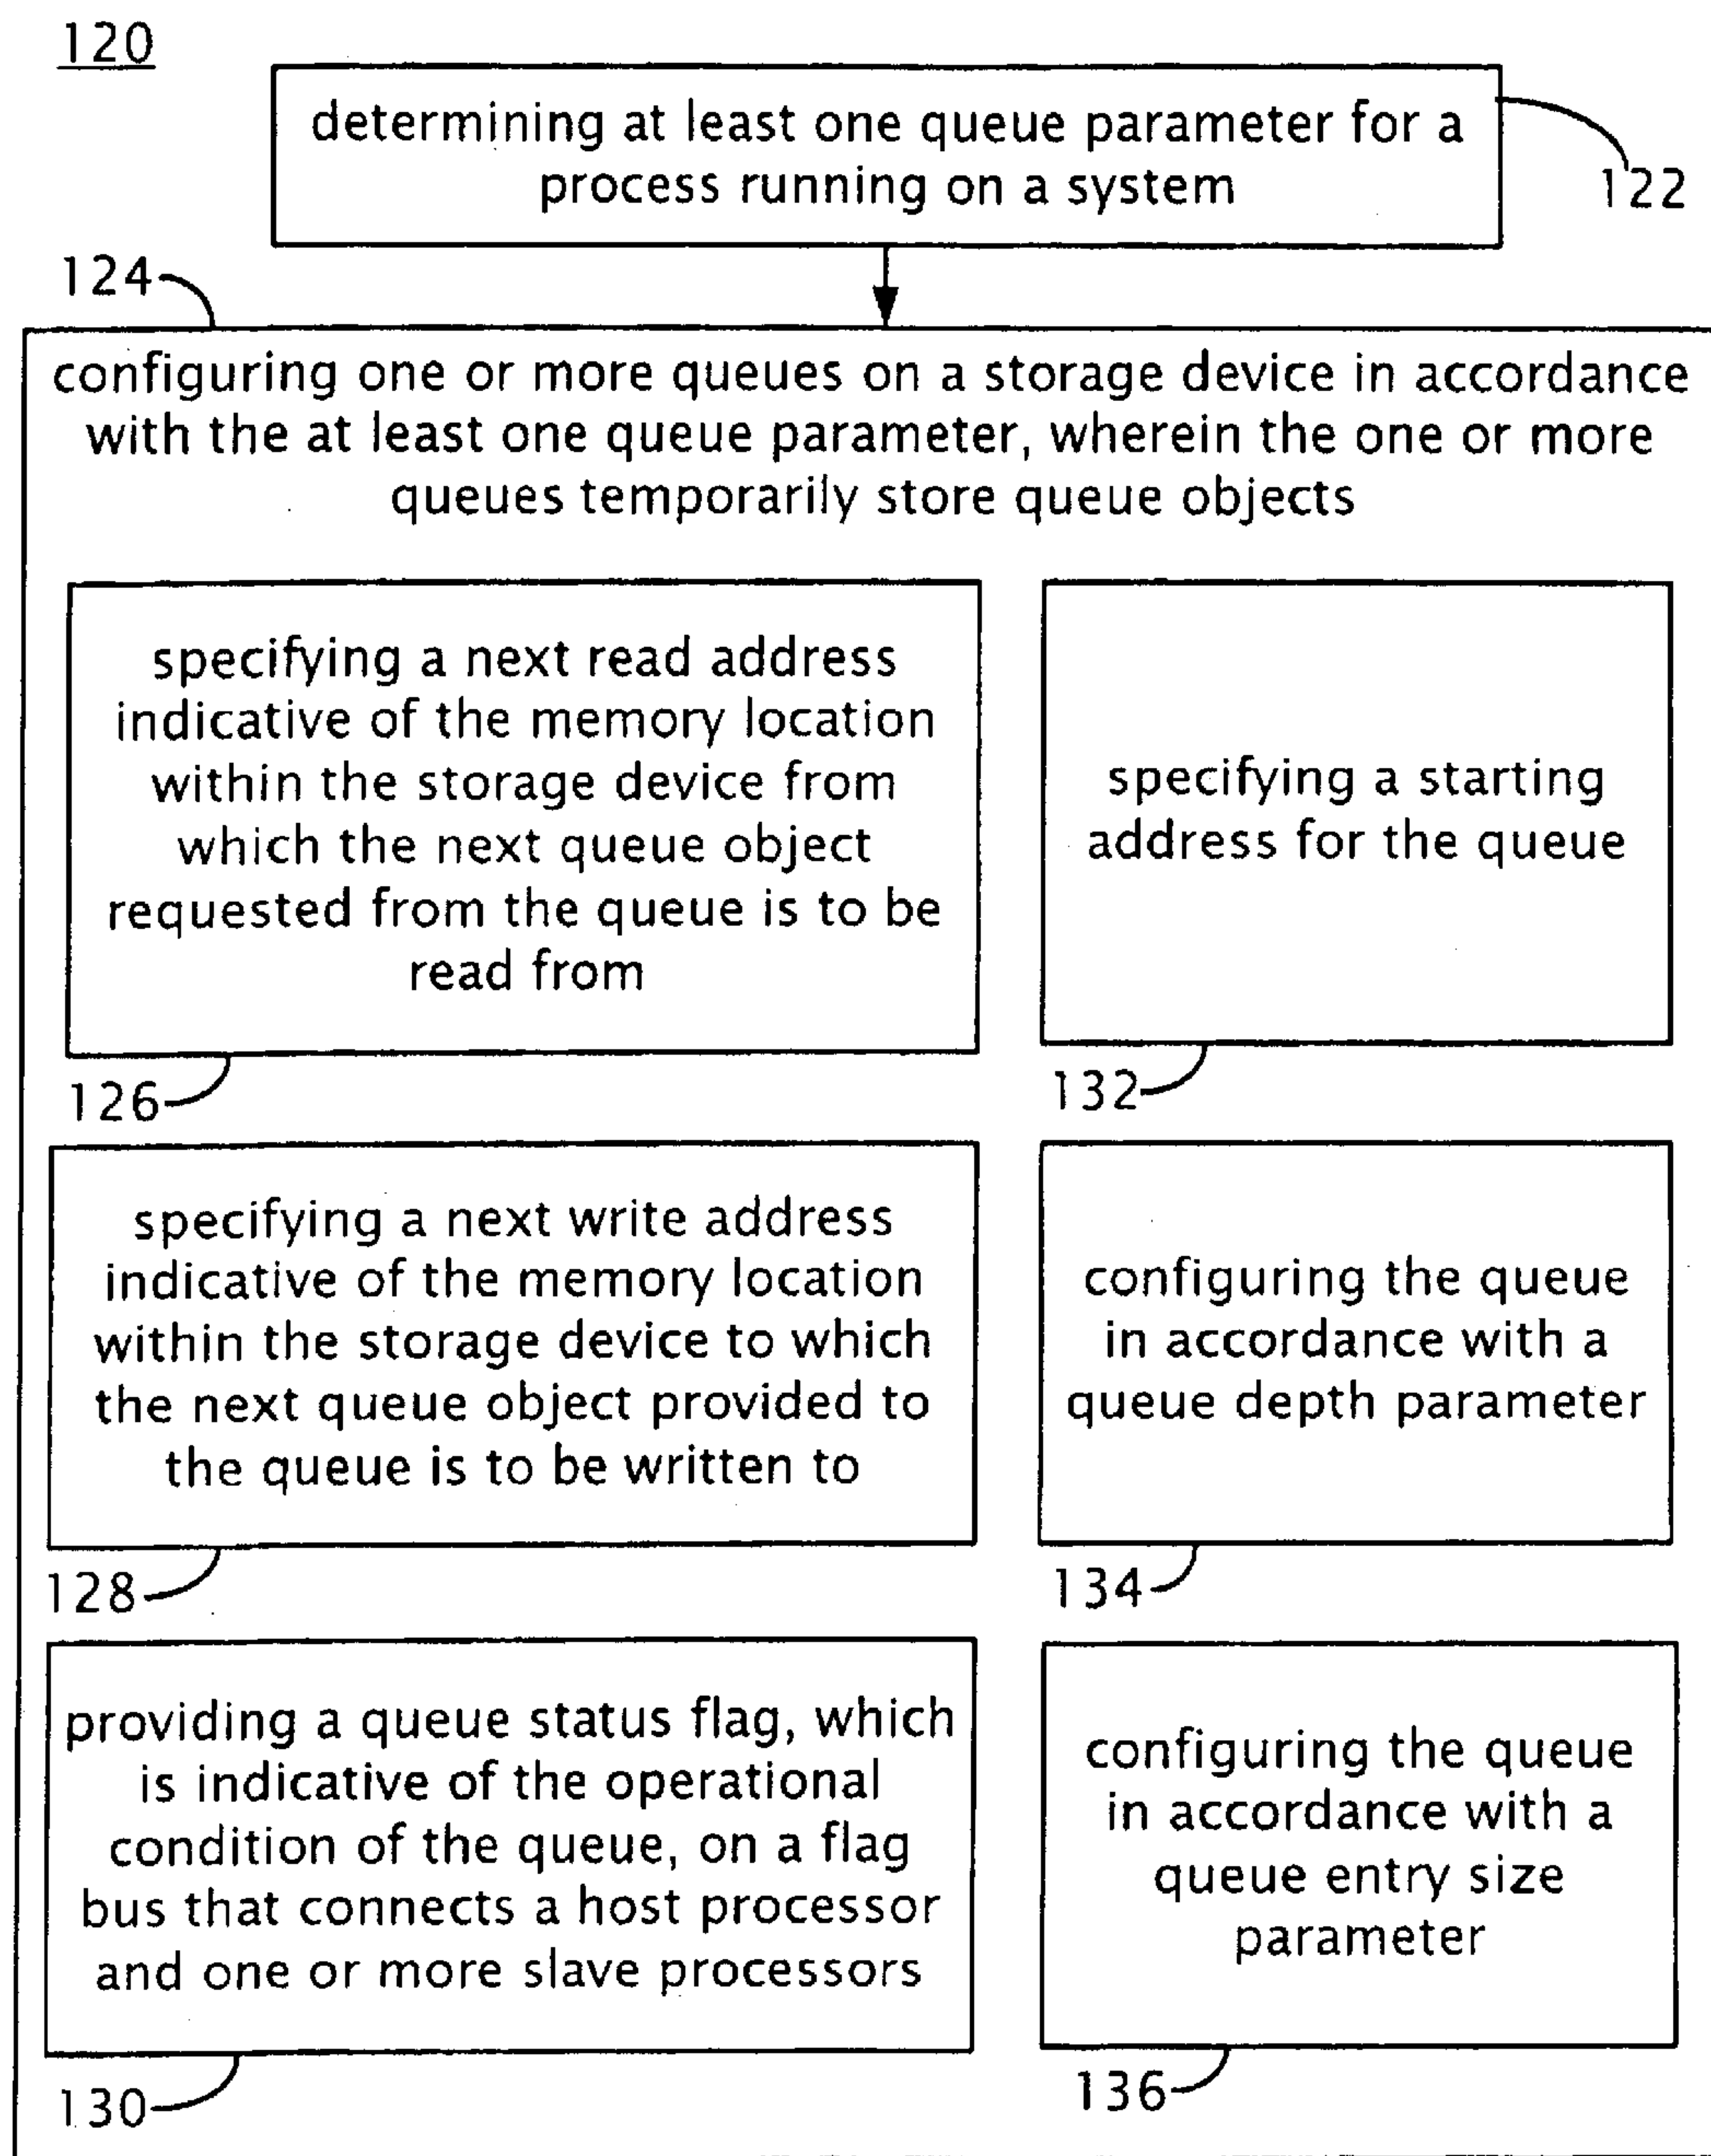 120
determining at least one queue parameter for a
process running on a system
122
124
configuring one or more queues on a storage device in accordance
with the at least one queue parameter, wherein the one or more
queues temporarily store queue objects
specifying a next read address
indicative of the memory location
within the storage device from
which the next queue object
requested from the queue is to be
read from
126
specifying a starting
address for the queue
132
specifying a next write address
indicative of the memory location
within the storage device to which
the next queue object provided to
the queue is to be written to
128
configuring the queue
in accordance with a
queue depth parameter
134
providing a queue status flag, which
is indicative of the operational
condition of the queue, on a flag
bus that connects a host processor
and one or more slave processors
130
configuring the queue
in accordance with a
queue entry size
parameter
136